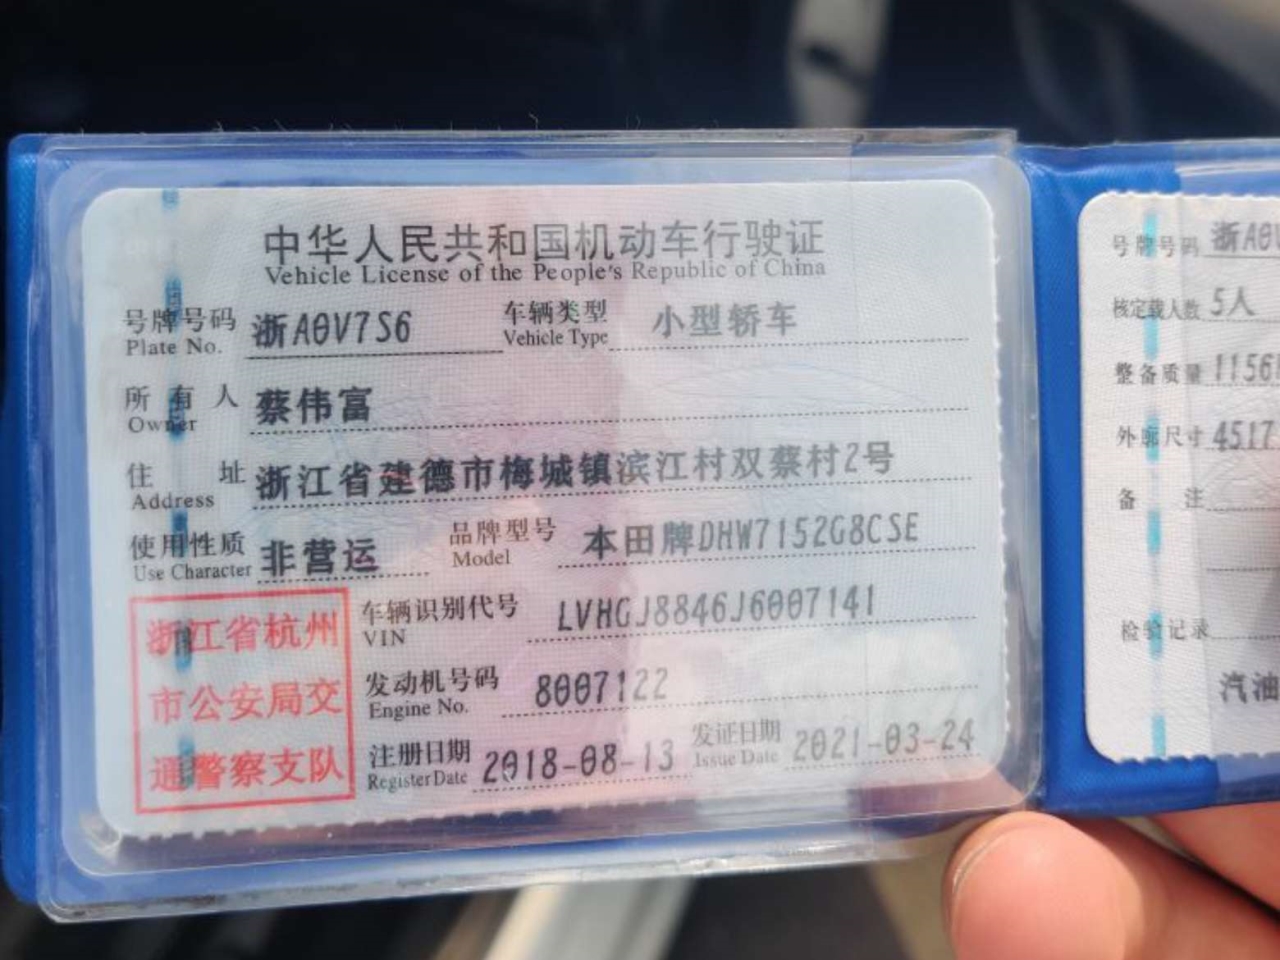 中华人民共和国机动车行驶证
Vehicle License of the People's Republic of China
号牌号码 浙A0V7S6 车辆类型 小型轿车
Plate No. Vehicle Type
所有人 蔡伟富
Owner
住址 浙江省建德市梅城镇滨江村双蔡村2号
Address
使用性质 非营运 品牌型号 本田牌DHW7152G8CSE
Use Character Model
浙江省杭州
市公安局交
通警察支队
车辆识别代号 LVHGJ8846J6007141
VIN
发动机号码 8007122
Engine No.
注册日期 2018-08-13 发证日期 2021-03-24
Register Date Issue Date
号牌号码 浙A0
核定载人数 5人
整备质量 1156
外廓尺寸 4517
备注
检验记录
汽油